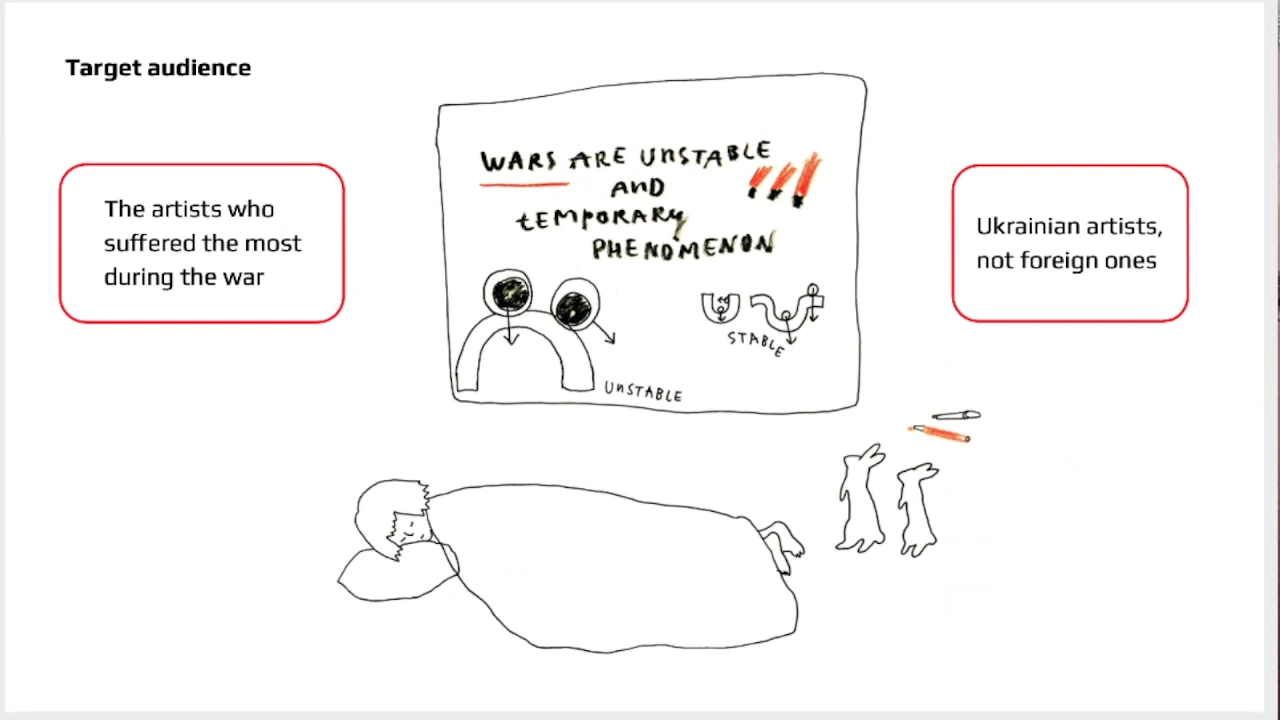 Target audience
The artists who
suffered the most
during the war
WARS ARE UNSTABLE
AND
TEMPORARY
PHENOMENON
STABLE
UNSTABLE
Ukrainian artists,
not foreign ones